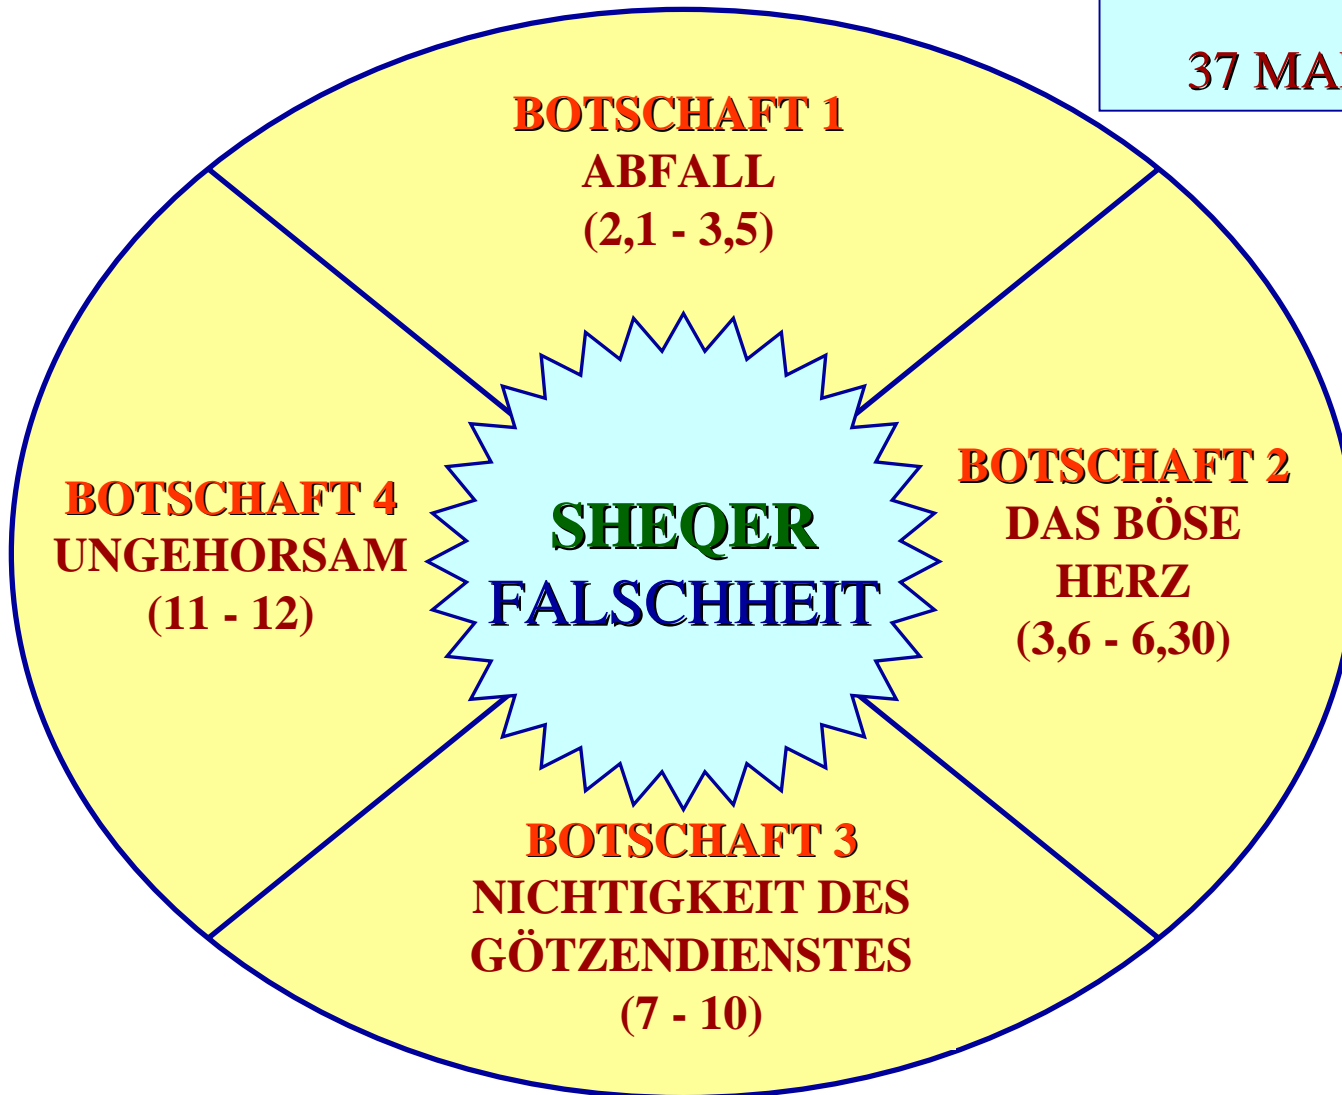 37 MAL
BOTSCHAFT 1
ABFALL
(2,1 - 3,5)
BOTSCHAFT 2
DAS BÖSE
HERZ
(3,6 - 6,30)
SHEQER
FALSCHHEIT
BOTSCHAFT 4
UNGEHORSAM
(11 - 12)
BOTSCHAFT 3
NICHTIGKEIT DES
GÖTZENDIENSTES
(7 - 10)